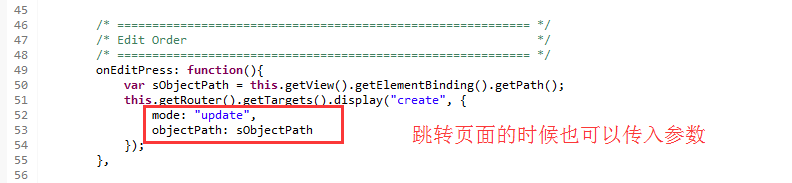 45
46 /* ============================================================ */
47 /* Edit Order */
48 /* ============================================================ */
49 onEditPress: function(){
50 var sObjectPath = this.getView().getElementBinding().getPath();
51 this.getRouter().getTargets().display("create", {
52 mode: "update",
53 objectPath: sObjectPath
跳转页面的时候也可以传入参数
54 });
55 },
56